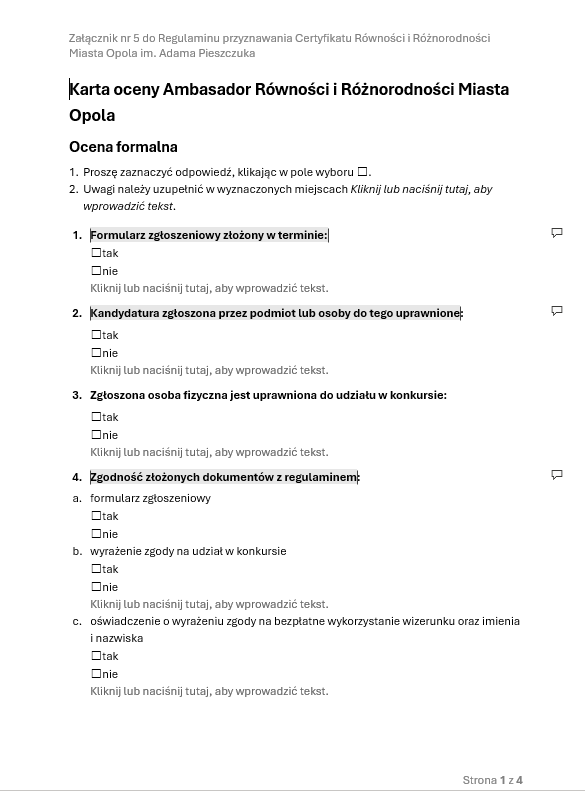 Załącznik nr 5 do Regulaminu przyznawania Certyfikatu Równości i Różnorodności
Miasta Opola im. Adama Pieszczuka
Karta oceny Ambasador Równości i Różnorodności Miasta
Opola
Ocena formalna
1. Proszę zaznaczyć odpowiedź, klikając w pole wyboru ☐.
2. Uwagi należy uzupełnić w wyznaczonych miejscach Kliknij lub naciśnij tutaj, aby
wprowadzić tekst.
1. Formularz zgłoszeniowy złożony w terminie:
☐tak
☐nie
Kliknij lub naciśnij tutaj, aby wprowadzić tekst.
2. Kandydatura zgłoszona przez podmiot lub osoby do tego uprawnione:
☐tak
☐nie
Kliknij lub naciśnij tutaj, aby wprowadzić tekst.
3. Zgłoszona osoba fizyczna jest uprawniona do udziału w konkursie:
☐tak
☐nie
Kliknij lub naciśnij tutaj, aby wprowadzić tekst.
4. Zgodność złożonych dokumentów z regulaminem:
a. formularz zgłoszeniowy
☐tak
☐nie
b. wyrażenie zgody na udział w konkursie
☐tak
☐nie
Kliknij lub naciśnij tutaj, aby wprowadzić tekst.
c. oświadczenie o wyrażeniu zgody na bezpłatne wykorzystanie wizerunku oraz imienia
i nazwiska
☐tak
☐nie
Kliknij lub naciśnij tutaj, aby wprowadzić tekst.
Strona 1 z 4